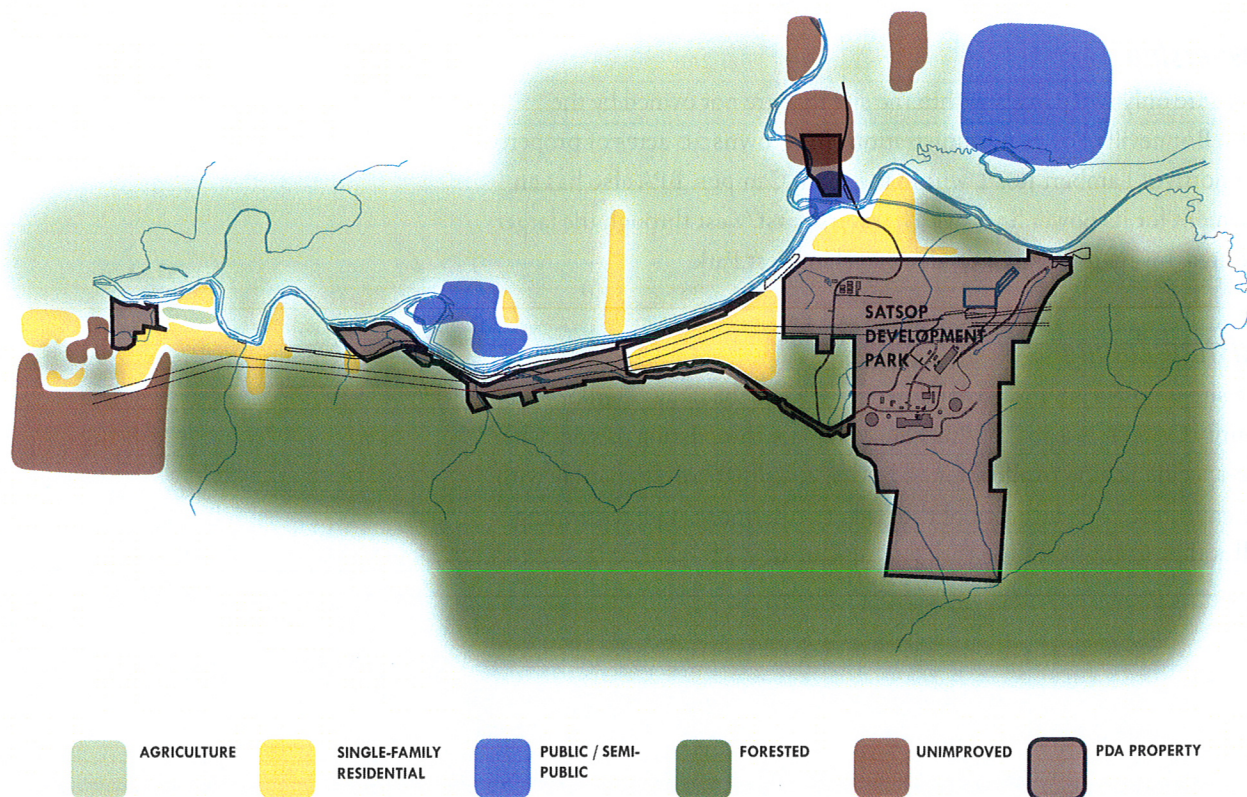 SATSOP
DEVELOPMENT
PARK
AGRICULTURE
SINGLE-FAMILY
RESIDENTIAL
PUBLIC / SEMI-
PUBLIC
FORESTED
UNIMPROVED
PDA PROPERTY